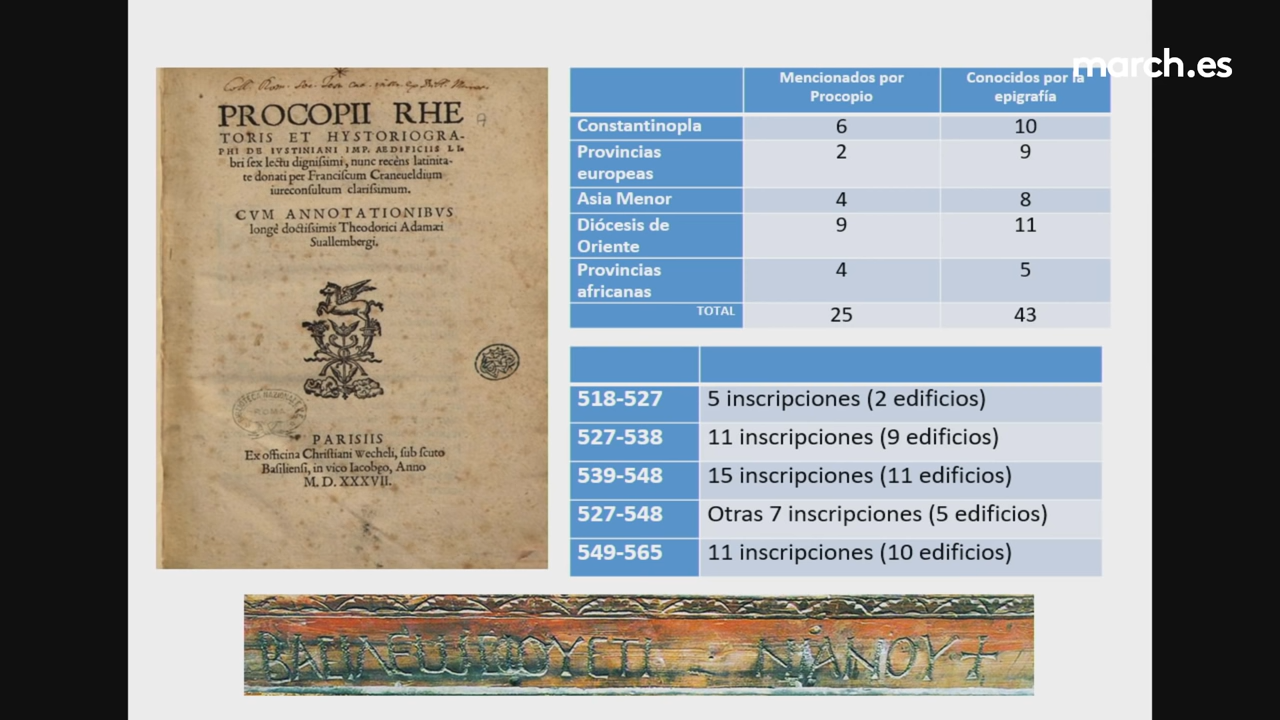 march.es
PROCOPII RHE
TORIS ET HYSTORIOGRA-
PHI DE IVSTINIANI IMP. AEDIFICIIS LI-
bri sex lectu dignissimi, nunc recèns latinita-
te donati per Franciscum Craneueldium
iureconsultum clarissimum.
CVM ANNOTATIONIBVS
longè doctissimis Theodorici Adamæi
Suallembergi.
PARISIIS
Ex officina Christiani Wecheli, sub scuto
Basiliensi, in vico Iacobęo, Anno
M. D. XXXVII.
Mencionados por Procopio | Conocidos por la epigrafía
Constantinopla 6 10
Provincias europeas 2 9
Asia Menor 4 8
Diócesis de Oriente 9 11
Provincias africanas 4 5
TOTAL 25 43
518-527 5 inscripciones (2 edificios)
527-538 11 inscripciones (9 edificios)
539-548 15 inscripciones (11 edificios)
527-548 Otras 7 inscripciones (5 edificios)
549-565 11 inscripciones (10 edificios)
ΝΙΑΝΟΥ +